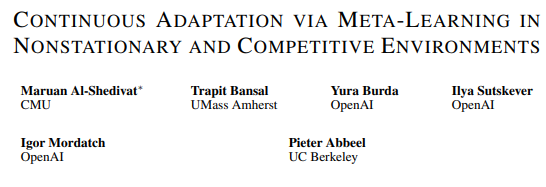 CONTINUOUS ADAPTATION VIA META-LEARNING IN
NONSTATIONARY AND COMPETITIVE ENVIRONMENTS
Maruan Al-Shedivat* Trapit Bansal Yura Burda Ilya Sutskever
CMU UMass Amherst OpenAI OpenAI
Igor Mordatch Pieter Abbeel
OpenAI UC Berkeley